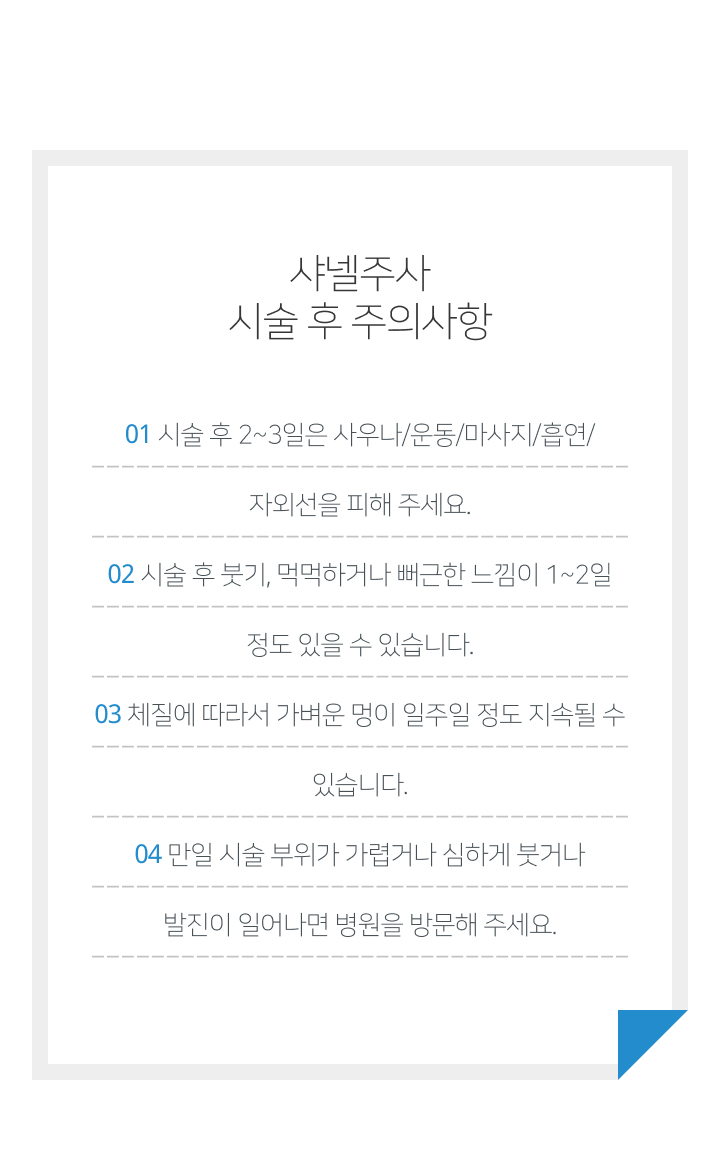 샤넬주사
시술 후 주의사항
01 시술 후 2~3일은 사우나/운동/마사지/흡연/
자외선을 피해 주세요.
02 시술 후 붓기, 먹먹하거나 뻐근한 느낌이 1~2일
정도 있을 수 있습니다.
03 체질에 따라서 가벼운 멍이 일주일 정도 지속될 수
있습니다.
04 만일 시술 부위가 가렵거나 심하게 붓거나
발진이 일어나면 병원을 방문해 주세요.